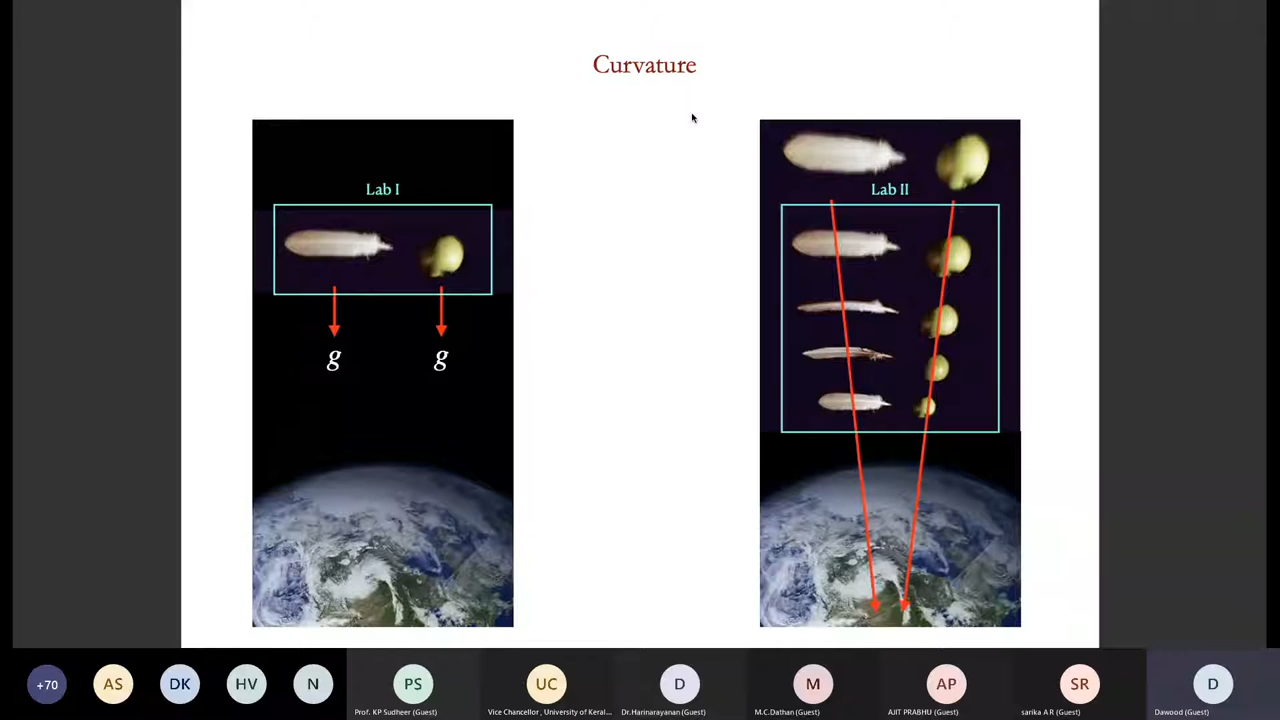 Curvature
Lab I
g g
Lab II
+70
AS
DK
HV
N
PS
Prof. KP Sudheer (Guest)
UC
Vice Chancellor , University of Keral...
D
Dr.Harinarayanan (Guest)
M
M.C.Dathan (Guest)
AP
AJIT PRABHU (Guest)
SR
sarika A R (Guest)
D
Dawood (Guest)